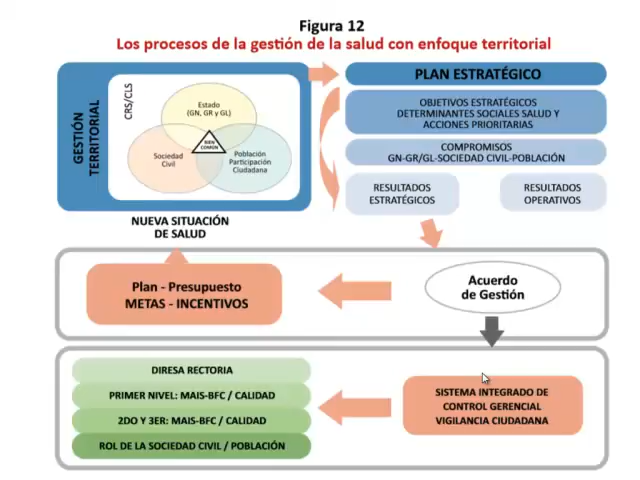 Figura 12
Los procesos de la gestión de la salud con enfoque territorial
GESTIÓN
TERRITORIAL
CRS/CLS
Estado
(GN, GR y GL)
BIEN
COMÚN
Sociedad
Civil
Población
Participación
Ciudadana
PLAN ESTRATÉGICO
OBJETIVOS ESTRATÉGICOS
DETERMINANTES SOCIALES SALUD Y
ACCIONES PRIORITARIAS
COMPROMISOS
GN-GR/GL-SOCIEDAD CIVIL-POBLACIÓN
RESULTADOS
ESTRATÉGICOS
RESULTADOS
OPERATIVOS
NUEVA SITUACIÓN
DE SALUD
Plan - Presupuesto
METAS - INCENTIVOS
Acuerdo
de Gestión
DIRESA RECTORIA
PRIMER NIVEL: MAIS-BFC / CALIDAD
2DO Y 3ER: MAIS-BFC / CALIDAD
ROL DE LA SOCIEDAD CIVIL / POBLACIÓN
SISTEMA INTEGRADO DE
CONTROL GERENCIAL
VIGILANCIA CIUDADANA